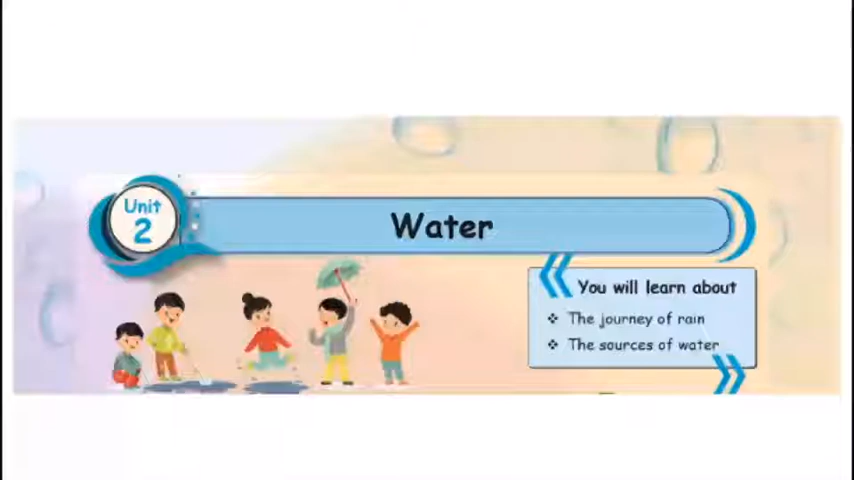 Unit
2
Water
You will learn about
❖ The journey of rain
❖ The sources of water